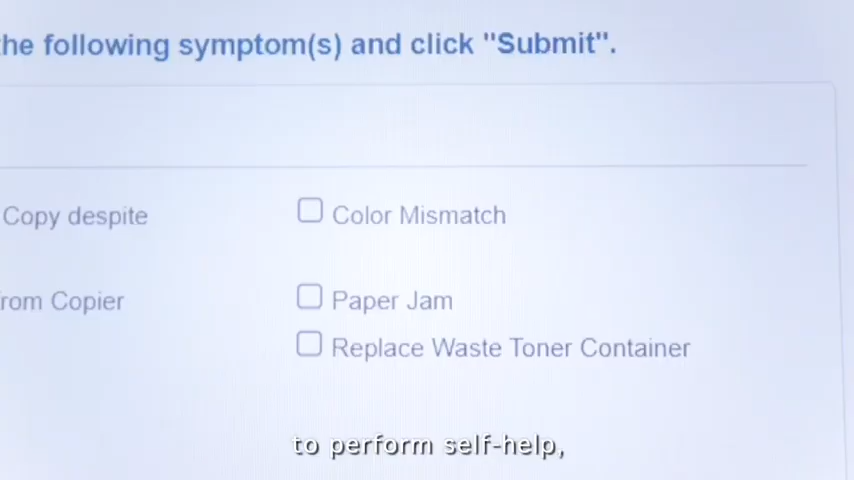 the following symptom(s) and click "Submit".
Copy despite
Color Mismatch
from Copier
Paper Jam
Replace Waste Toner Container
to perform self-help,